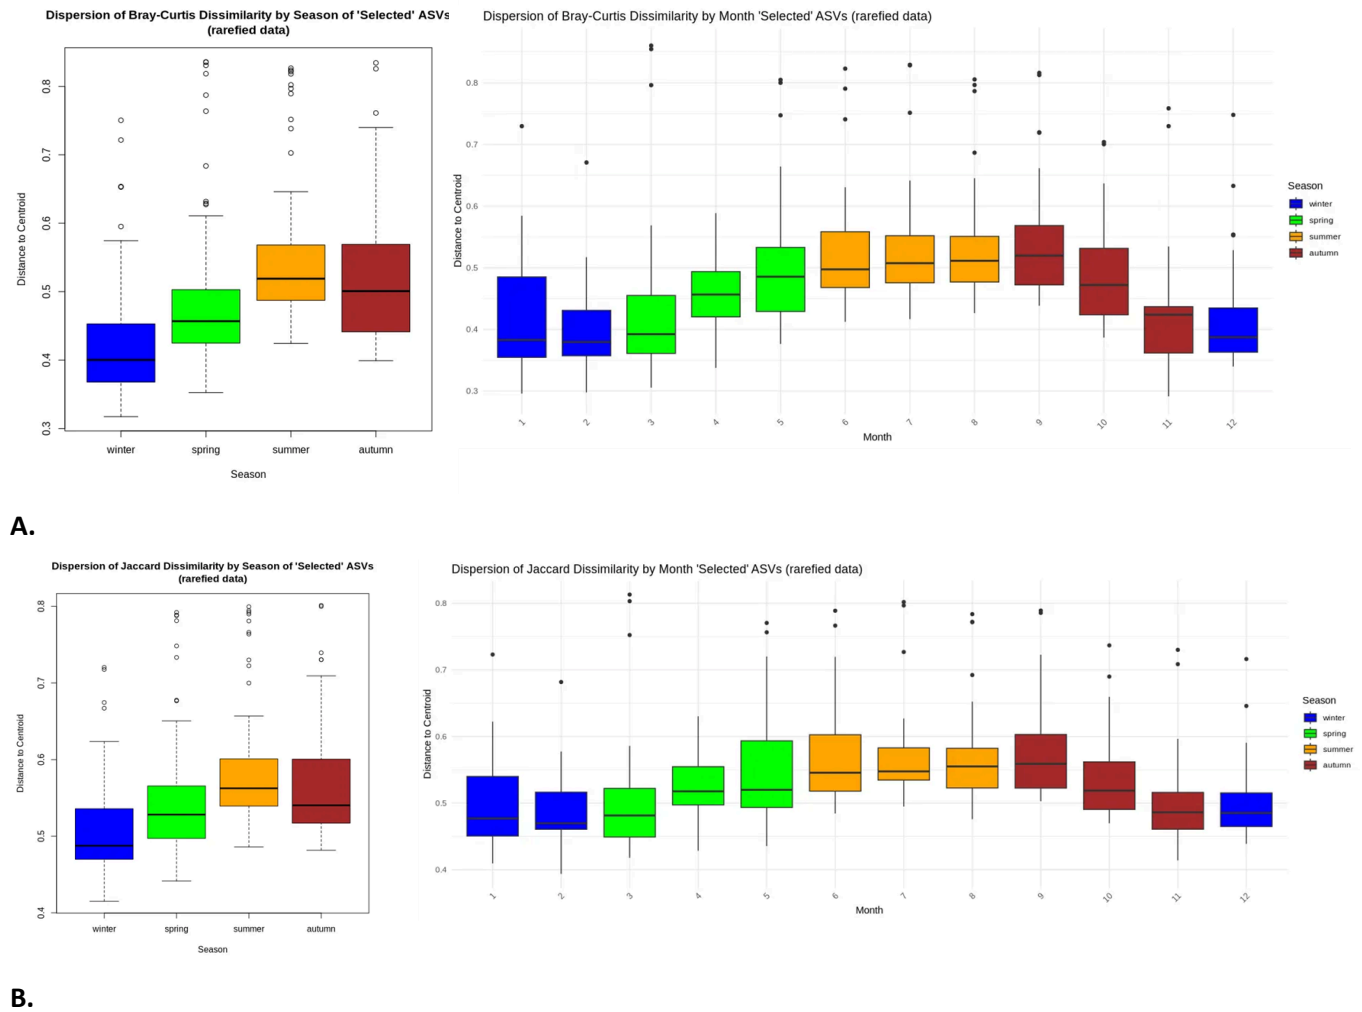 Dispersion of Bray-Curtis Dissimilarity by Season of 'Selected' ASVs
(rarefied data)
Distance to Centroid
0.8
0.7
0.6
0.5
0.4
0.3
winter spring summer autumn
Season
Dispersion of Bray-Curtis Dissimilarity by Month 'Selected' ASVs (rarefied data)
Distance to Centroid
0.8
0.7
0.6
0.5
0.4
0.3
1 2 3 4 5 6 7 8 9 10 11 12
Month
Season
winter
spring
summer
autumn
A.
Dispersion of Jaccard Dissimilarity by Season of 'Selected' ASVs
(rarefied data)
Distance to Centroid
0.8
0.7
0.6
0.5
0.4
winter spring summer autumn
Season
Dispersion of Jaccard Dissimilarity by Month 'Selected' ASVs (rarefied data)
Distance to Centroid
0.8
0.7
0.6
0.5
0.4
1 2 3 4 5 6 7 8 9 10 11 12
Month
Season
winter
spring
summer
autumn
B.